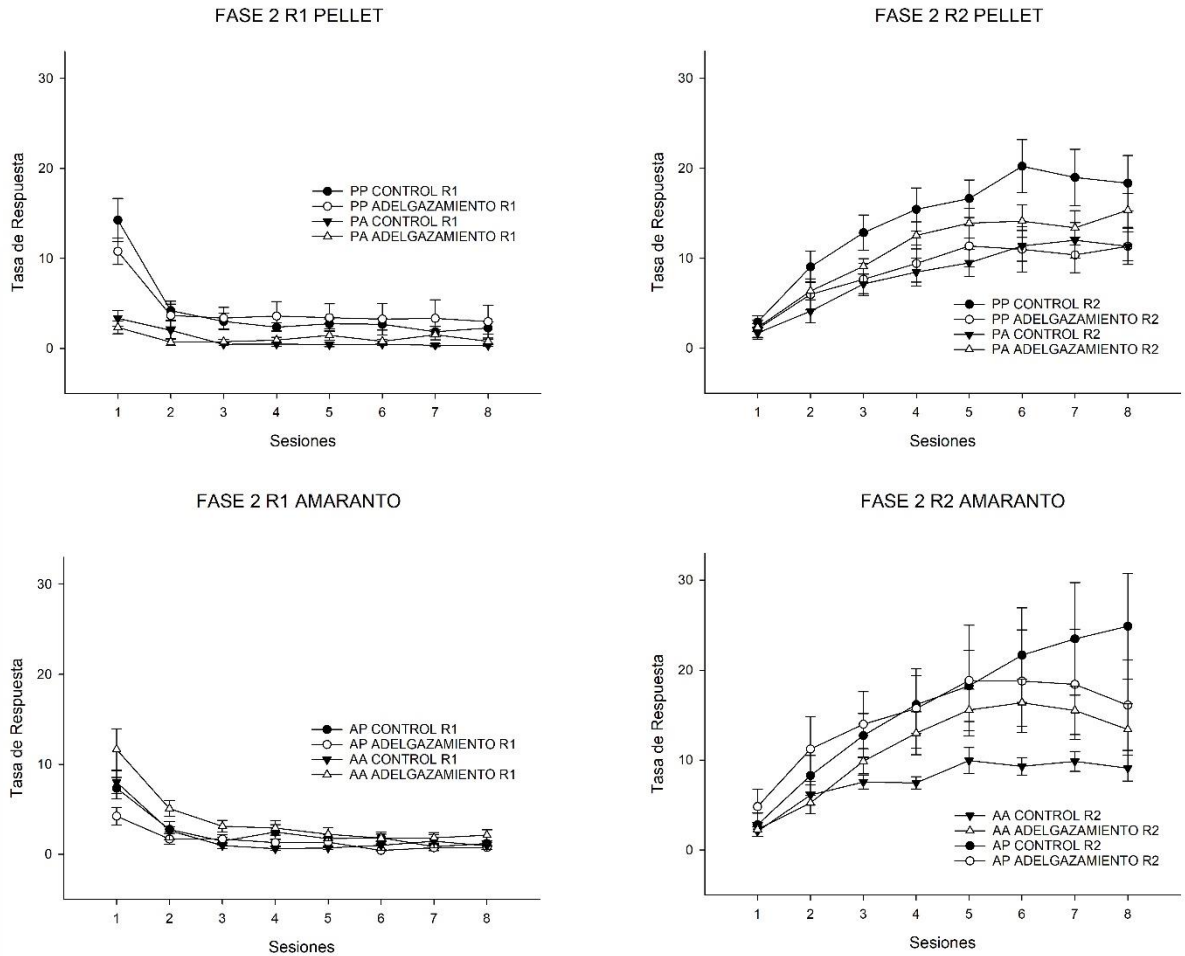 FASE 2 R1 PELLET
Tasa de Respuesta
30
20
10
0
PP CONTROL R1
PP ADELGAZAMIENTO R1
PA CONTROL R1
PA ADELGAZAMIENTO R1
1 2 3 4 5 6 7 8
Sesiones
FASE 2 R2 PELLET
Tasa de Respuesta
30
20
10
0
PP CONTROL R2
PP ADELGAZAMIENTO R2
PA CONTROL R2
PA ADELGAZAMIENTO R2
1 2 3 4 5 6 7 8
Sesiones
FASE 2 R1 AMARANTO
Tasa de Respuesta
30
20
10
0
AP CONTROL R1
AP ADELGAZAMIENTO R1
AA CONTROL R1
AA ADELGAZAMIENTO R1
1 2 3 4 5 6 7 8
Sesiones
FASE 2 R2 AMARANTO
Tasa de Respuesta
30
20
10
0
AA CONTROL R2
AA ADELGAZAMIENTO R2
AP CONTROL R2
AP ADELGAZAMIENTO R2
1 2 3 4 5 6 7 8
Sesiones